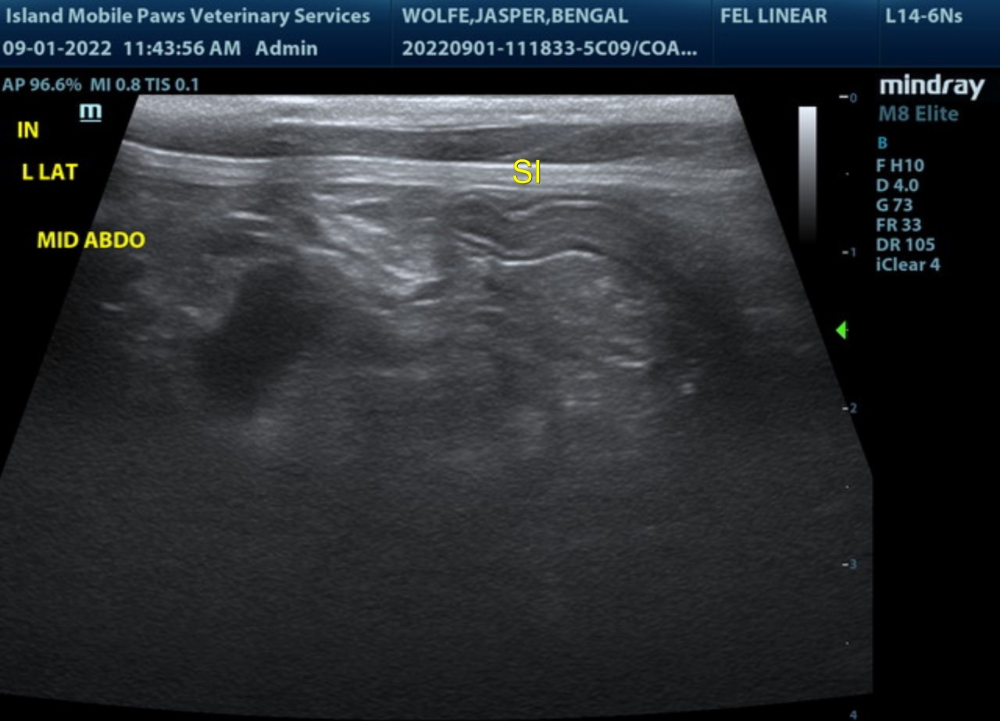 Island Mobile Paws Veterinary Services
WOLFE,JASPER,BENGAL
FEL LINEAR
L14-6Ns
09-01-2022 11:43:56 AM Admin
20220901-111833-5C09/COA...
AP 96.6% MI 0.8 TIS 0.1
mindray
M8 Elite
m
IN
L LAT
MID ABDO
SI
B
F H10
D 4.0
G 73
FR 33
DR 105
iClear 4
0
1
2
3
4